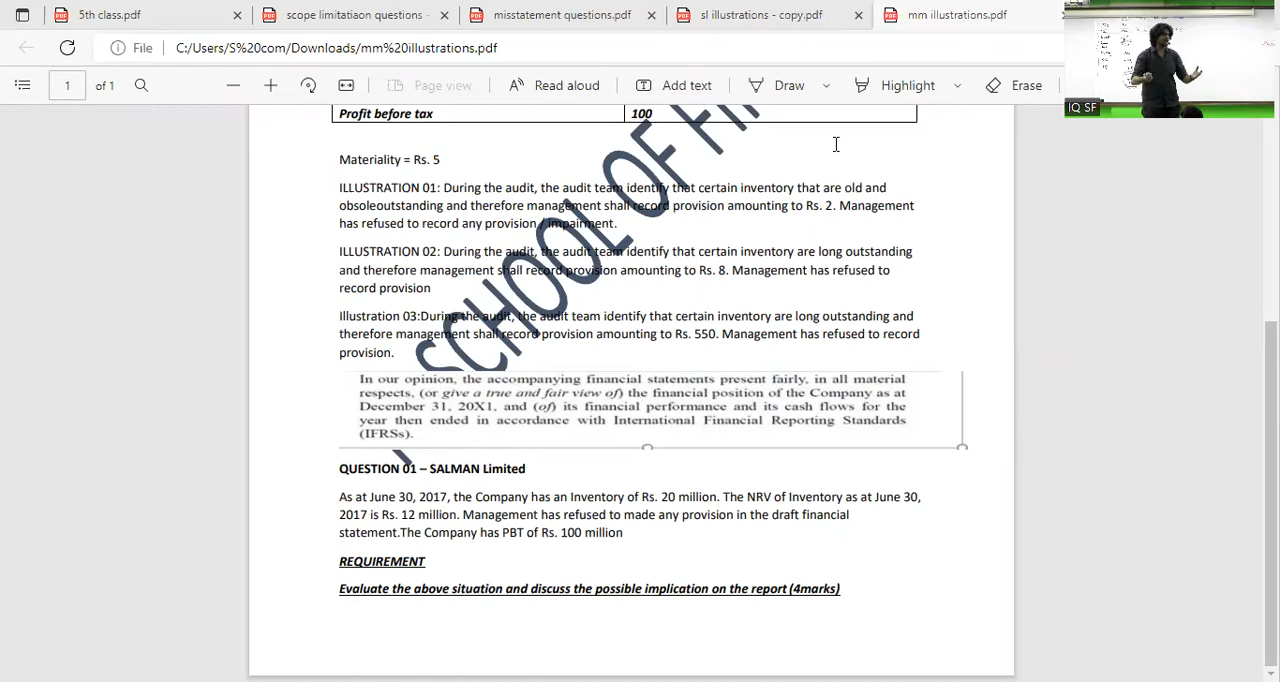 5th class.pdf
scope limitatiaon questions -
misstatement questions.pdf
sl illustrations - copy.pdf
mm illustrations.pdf
File
C:/Users/S%20com/Downloads/mm%20illustrations.pdf
1 of 1
Page view
Read aloud
Add text
Draw
Highlight
Erase
IQ SF
Profit before tax 100
SCHOOL OF FI
Materiality = Rs. 5
ILLUSTRATION 01: During the audit, the audit team identify that certain inventory that are old and
obsoleoutstanding and therefore management shall record provision amounting to Rs. 2. Management
has refused to record any provision / impairment.
ILLUSTRATION 02: During the audit, the audit team identify that certain inventory are long outstanding
and therefore management shall record provision amounting to Rs. 8. Management has refused to
record provision
Illustration 03:During the audit, the audit team identify that certain inventory are long outstanding and
therefore management shall record provision amounting to Rs. 550. Management has refused to record
provision.
In our opinion, the accompanying financial statements present fairly, in all material
respects, (or give a true and fair view of) the financial position of the Company as at
December 31, 20X1, and (of) its financial performance and its cash flows for the
year then ended in accordance with International Financial Reporting Standards
(IFRSs).
QUESTION 01 – SALMAN Limited
As at June 30, 2017, the Company has an Inventory of Rs. 20 million. The NRV of Inventory as at June 30,
2017 is Rs. 12 million. Management has refused to made any provision in the draft financial
statement.The Company has PBT of Rs. 100 million
REQUIREMENT
Evaluate the above situation and discuss the possible implication on the report (4marks)